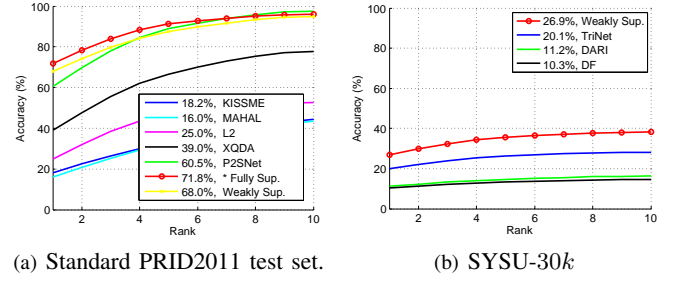 100
80
60
40
20
0
Accuracy (%)
2
4
6
8
10
Rank
18.2%, KISSME
16.0%, MAHAL
25.0%, L2
39.0%, XQDA
60.5%, P2SNet
71.8%, * Fully Sup.
68.0%, Weakly Sup.
(a) Standard PRID2011 test set.
100
80
60
40
20
0
Accuracy (%)
2
4
6
8
10
Rank
26.9%, Weakly Sup.
20.1%, TriNet
11.2%, DARI
10.3%, DF
(b) SYSU-30k